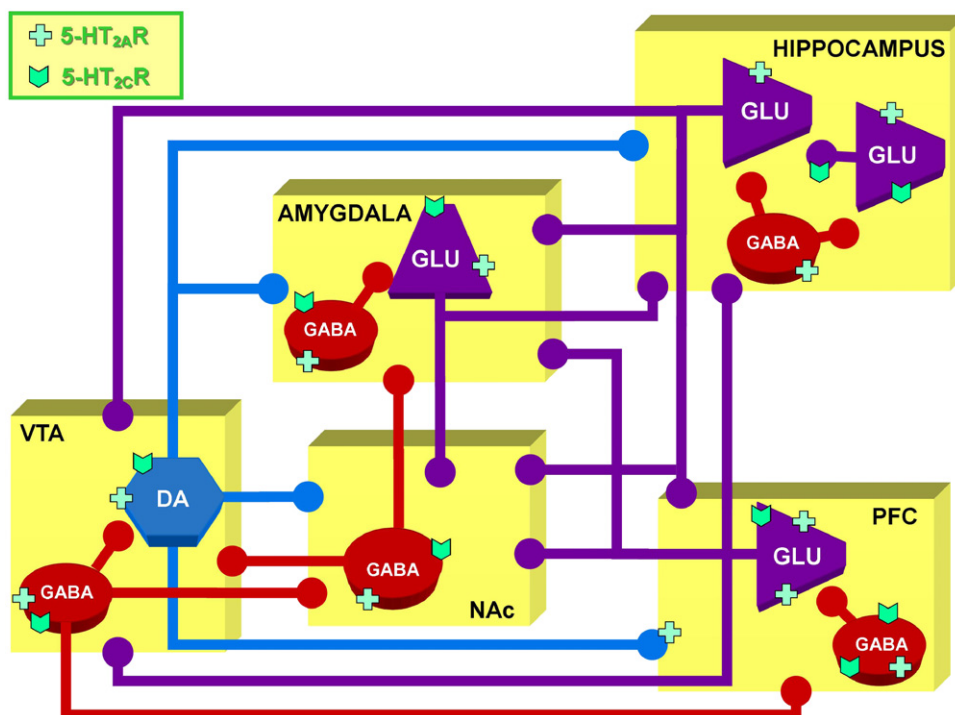 5-HT2AR
5-HT2CR
HIPPOCAMPUS
GLU
GLU
GABA
AMYGDALA
GLU
GABA
VTA
DA
GABA
GABA
NAc
PFC
GLU
GABA